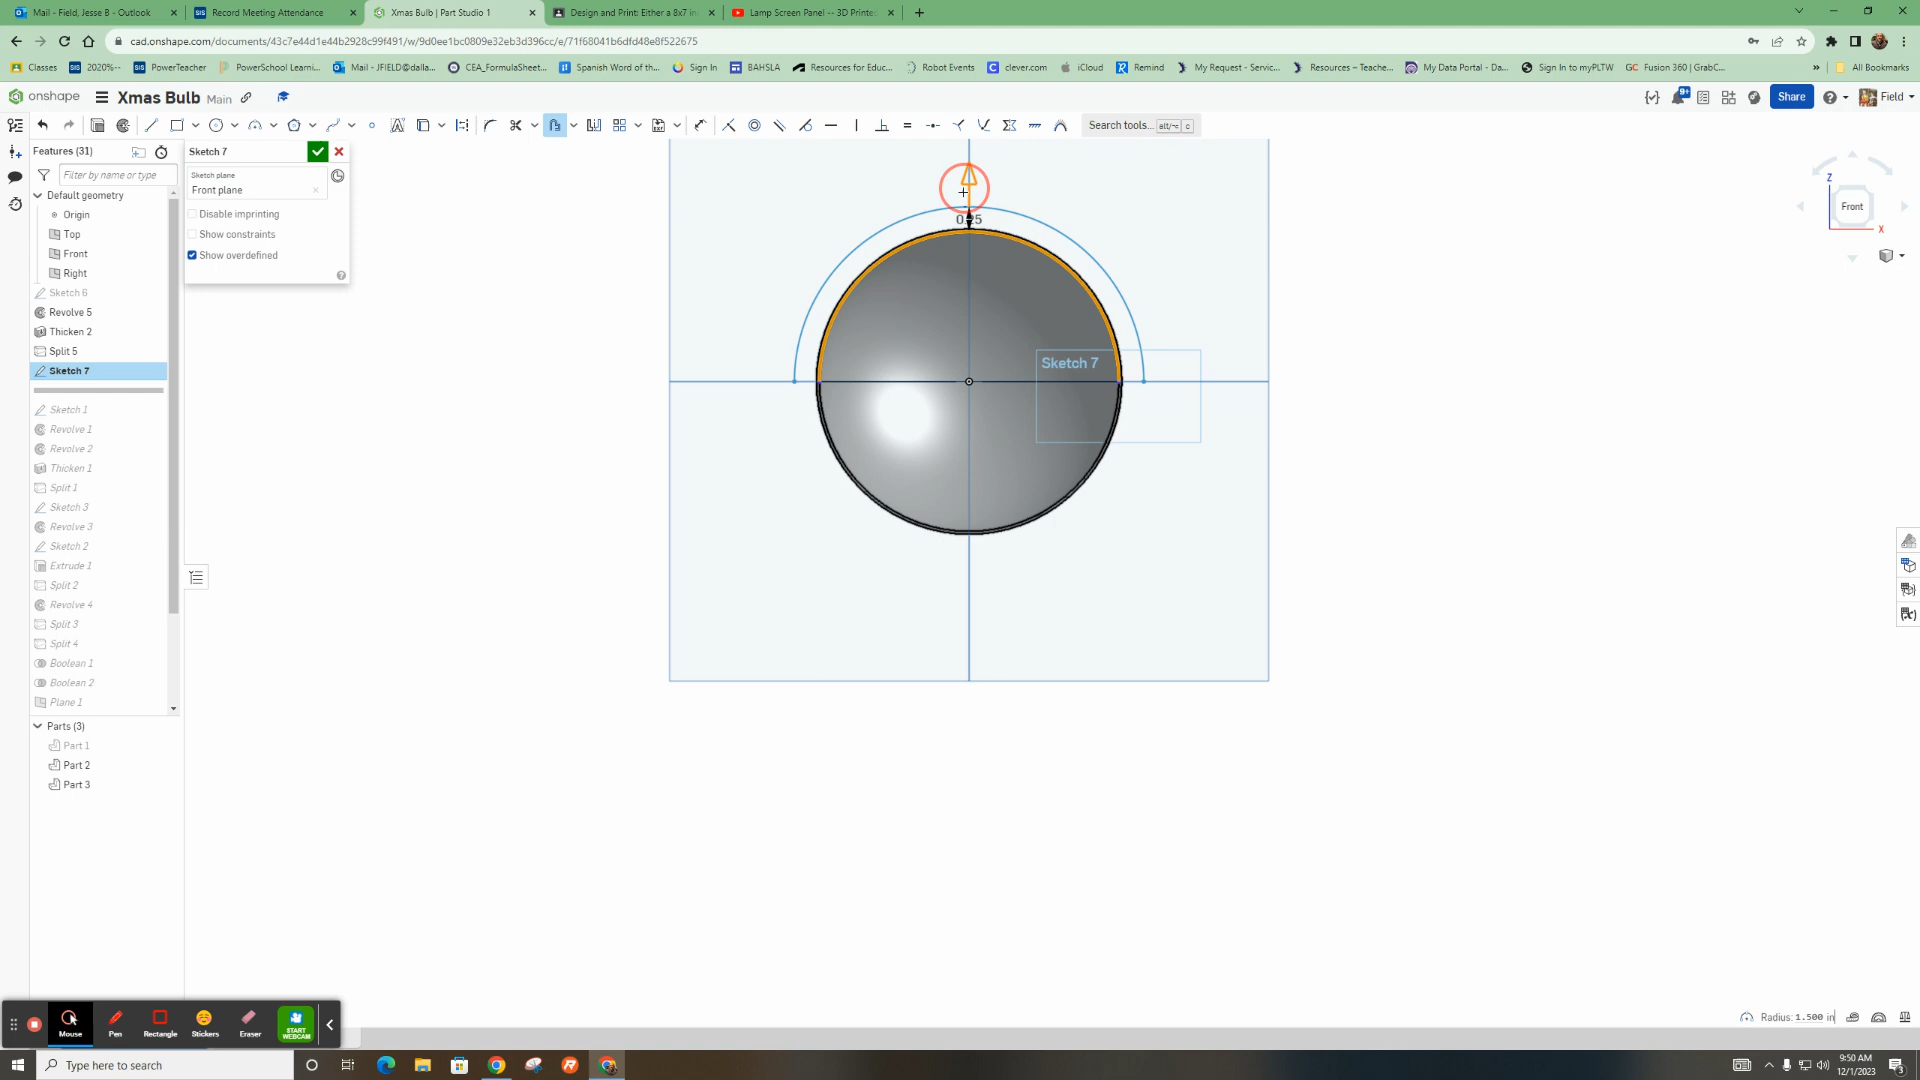 Mail - Field, Jesse B - Outlook
Record Meeting Attendance
Xmas Bulb | Part Studio 1
Design and Print: Either a 8x7 in
Lamp Screen Panel -- 3D Printe
cad.onshape.com/documents/43c7e44d1e44b2928c99f491/w/9d0ee1bc0809e32eb3d396cc/e/71f68041b6dfd48e8f522675
Classes
2020%--
PowerTeacher
PowerSchool Learni...
Mail - JFIELD@dalla...
CEA_FormulaSheet...
Spanish Word of th...
Sign In
BAHSLA
Resources for Educ...
Robot Events
clever.com
iCloud
Remind
My Request - Servic...
Resources – Teache...
My Data Portal - Da...
Sign In to myPLTW
Fusion 360 | GrabC...
»
All Bookmarks
onshape
Xmas Bulb Main
9+
Share
Field
Search tools... alt/⌥ c
Features (31)
Filter by name or type
Default geometry
Origin
Top
Front
Right
Sketch 6
Revolve 5
Thicken 2
Split 5
Sketch 7
Sketch 1
Revolve 1
Revolve 2
Thicken 1
Split 1
Sketch 3
Revolve 3
Sketch 2
Extrude 1
Split 2
Revolve 4
Split 3
Split 4
Boolean 1
Boolean 2
Plane 1
Parts (3)
Part 1
Part 2
Part 3
Sketch 7
Sketch plane
Front plane
Disable imprinting
Show constraints
Show overdefined
Sketch 7
Z
Front
X
Radius: 1.500 in
Mouse
Pen
Rectangle
Stickers
Eraser
START
WEBCAM
Type here to search
9:50 AM
12/1/2023
3